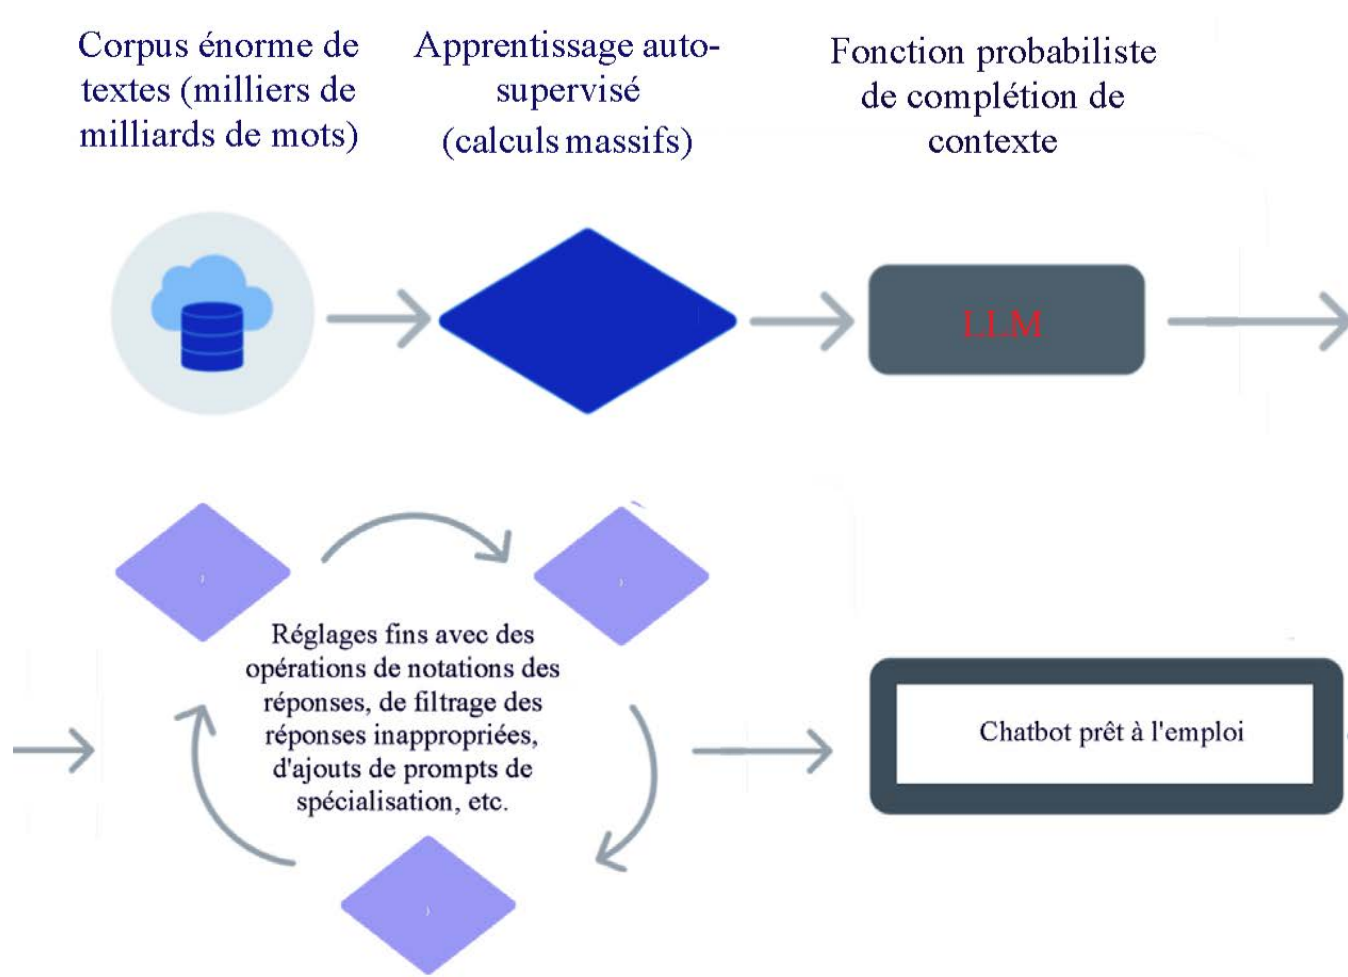 Corpus énorme de
textes (milliers de
milliards de mots)
Apprentissage auto-
supervisé
(calculs massifs)
Fonction probabiliste
de complétion de
contexte
LLM
Réglages fins avec des
opérations de notations des
réponses, de filtrage des
réponses inappropriées,
d'ajouts de prompts de
spécialisation, etc.
Chatbot prêt à l'emploi